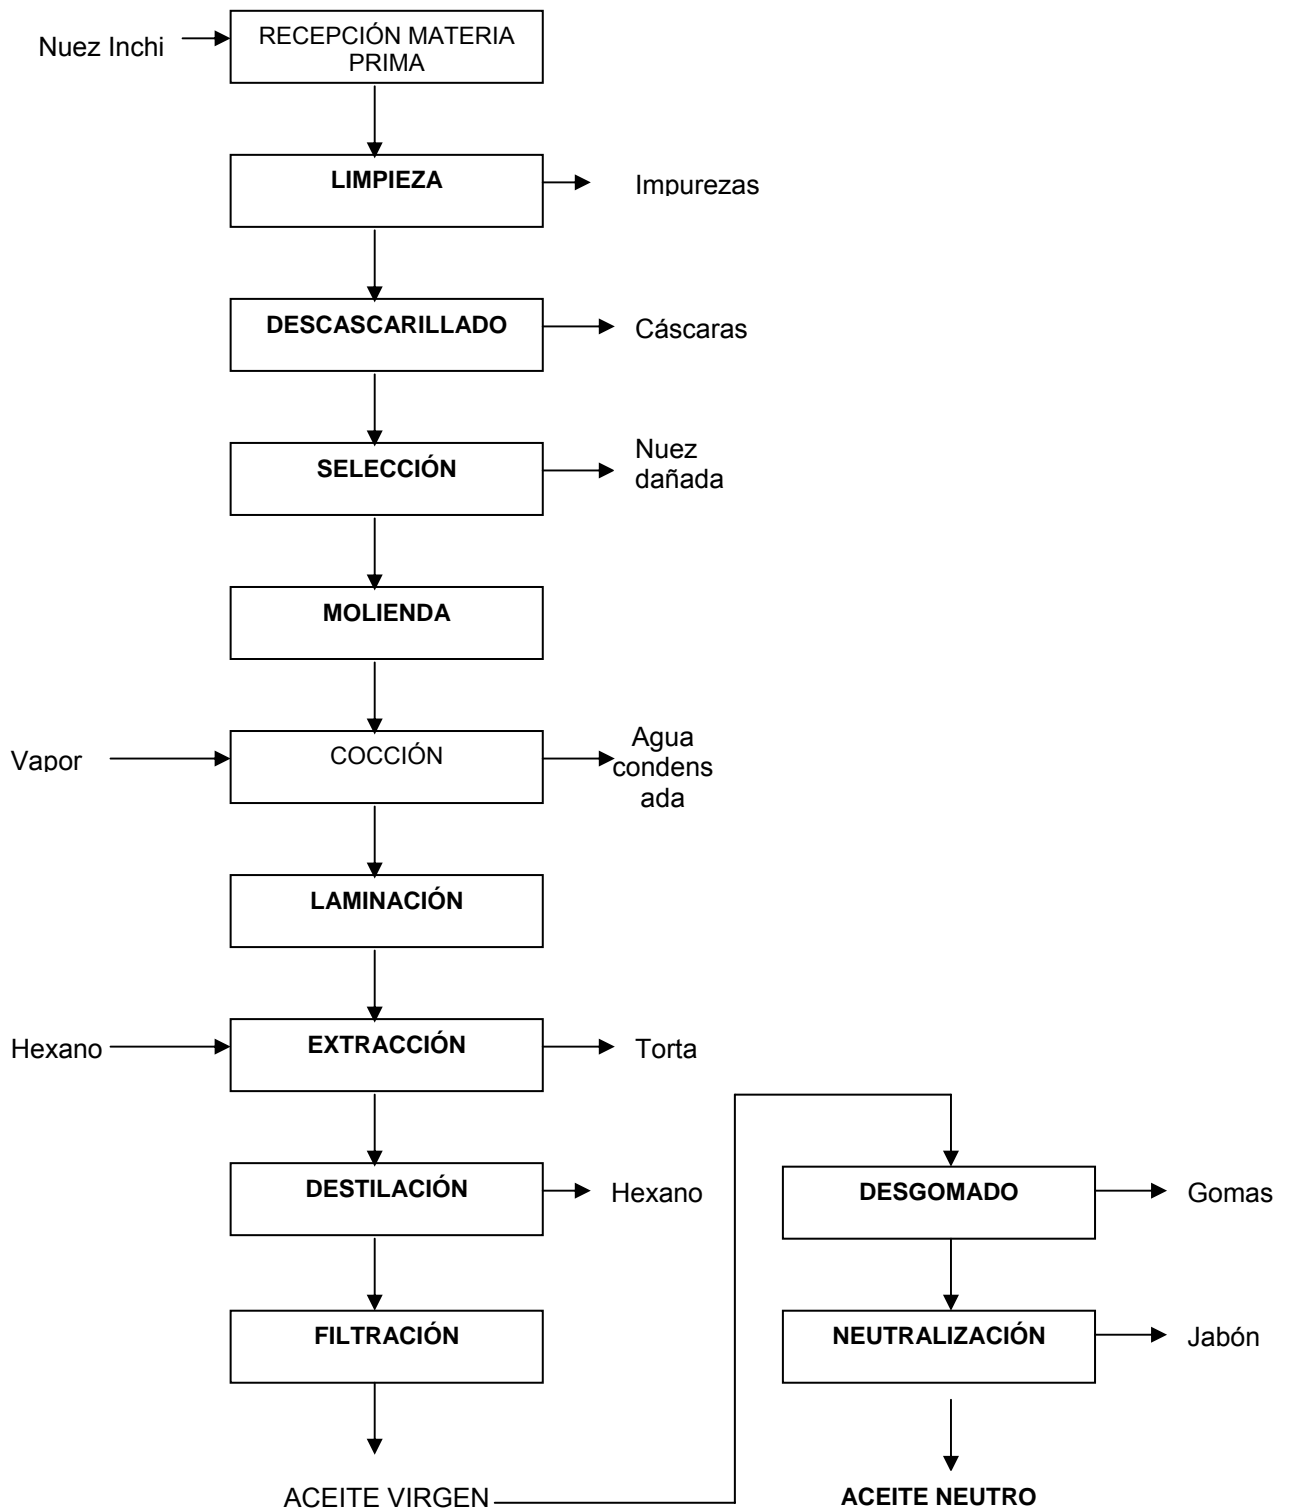 Nuez Inchi
RECEPCIÓN MATERIA
PRIMA
LIMPIEZA
Impurezas
DESCASCARILLADO
Cáscaras
SELECCIÓN
Nuez
dañada
MOLIENDA
Vapor
COCCIÓN
Agua
condens
ada
LAMINACIÓN
Hexano
EXTRACCIÓN
Torta
DESTILACIÓN
Hexano
FILTRACIÓN
ACEITE VIRGEN
DESGOMADO
Gomas
NEUTRALIZACIÓN
Jabón
ACEITE NEUTRO